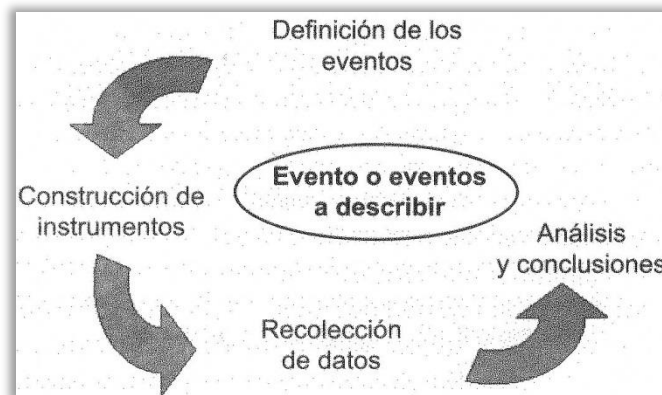 Definición de los
eventos
Construcción de
instrumentos
Evento o eventos
a describir
Análisis
y conclusiones
Recolección
de datos